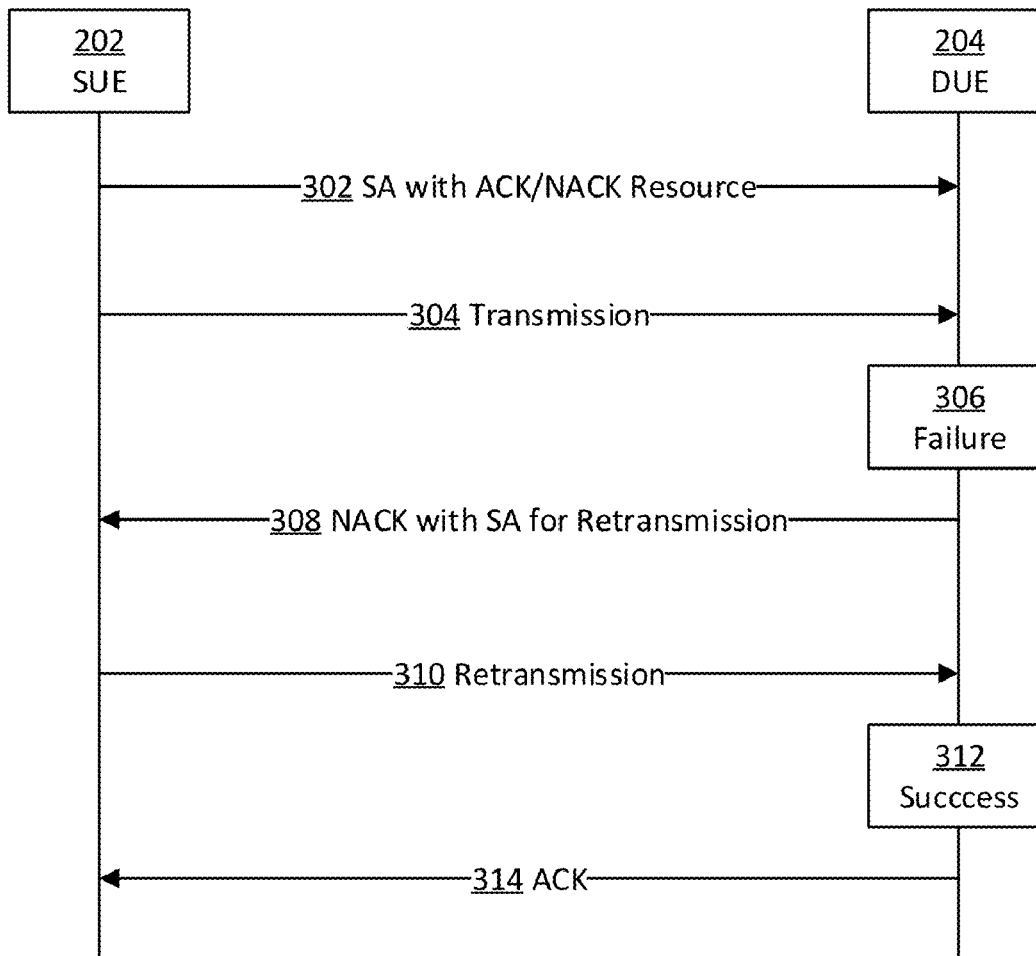 202
SUE
204
DUE
302 SA with ACK/NACK Resource
304 Transmission
306
Failure
308 NACK with SA for Retransmission
310 Retransmission
312
Succcess
314 ACK